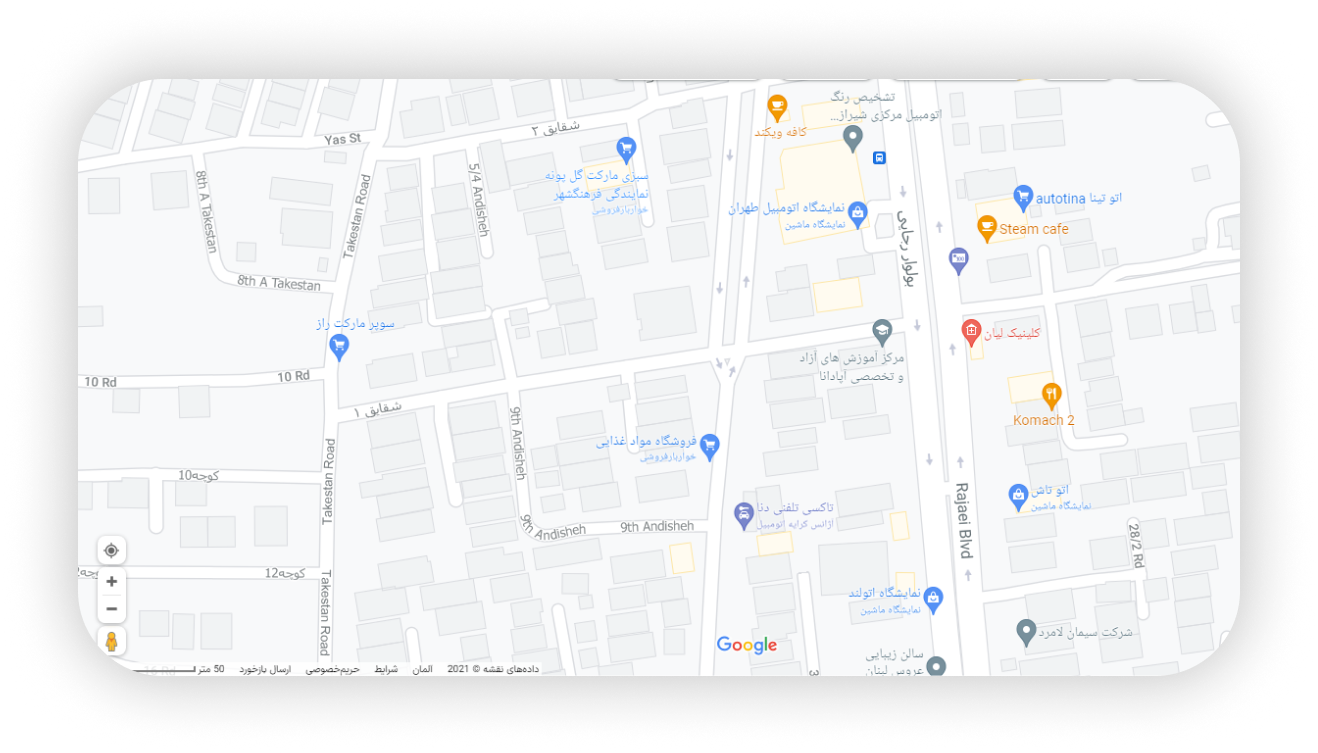 تشخیص رنگ
اتومبیل مرکزی شیراز...
کافه ویکند
شقایق ۲
Yas St
سبزی مارکت گل پونه
نمایندگی فرهنگشهر
خواربارفروشی
5/4 Andisheh
8th A Takestan
Takestan Road
اتو تینا autotina
نمایشگاه اتومبیل طهران
نمایشگاه ماشین
Steam cafe
بولوار رجایی
8th A Takestan
سوپر مارکت راز
کلینیک لیان
مرکز آموزش های آزاد
و تخصصی آپادانا
10 Rd
10 Rd
شقایق ۱
Komach 2
9th Andisheh
فروشگاه مواد غذایی
خواربارفروشی
Takestan Road
کوچه10
اتو تاش
نمایشگاه ماشین
Rajaei Blvd
تاکسی تلفنی دنا
آژانس کرایه اتومبیل
9th Andisheh
9th Andisheh
28/2 Rd
کوچه12
Takestan Road
نمایشگاه اتولند
نمایشگاه ماشین
شرکت سیمان لامرد
Google
سالن زیبایی
عروس لبنان
داده‌های نقشه © 2021
آلمان
شرایط
حریم‌خصوصی
ارسال بازخورد
50 متر